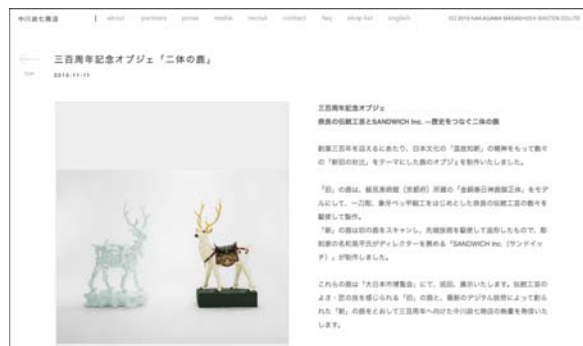 中川政七商店 | about partners press media recruit contact faq shop list english (C) 2015 NAKAGAWA MASASHICHI SHOTEN CO.,LTD
三百周年記念オブジェ「二体の鹿」
TOP
2015-11-11
三百周年記念オブジェ
奈良の伝統工芸とSANDWICH Inc. ―歴史をつなぐ二体の鹿
創業三百年を迎えるにあたり、日本文化の「温故知新」の精神をもって数々
の「新旧の対比」をテーマにした鹿のオブジェを制作いたしました。
「旧」の鹿は、細見美術館（京都府）所蔵の「金銅春日神鹿御正体」をモデ
ルにして、一刀彫、象牙べっ甲細工をはじめとした奈良の伝統工芸の数々を
駆使して製作。
「新」の鹿は旧の鹿をスキャンし、先端技術を駆使して造形したもので、彫
刻家の名和晃平氏がディレクターを務める「SANDWICH Inc.（サンドイッ
チ）」が制作しました。
これらの鹿は「大日本市博覧会」にて、巡回、展示いたします。伝統工芸の
よさ・匠の技を感じられる「旧」の鹿と、最新のデジタル技術によって創ら
れた「新」の鹿をとおして三百周年へ向けた中川政七商店の熱量を発信いた
します。